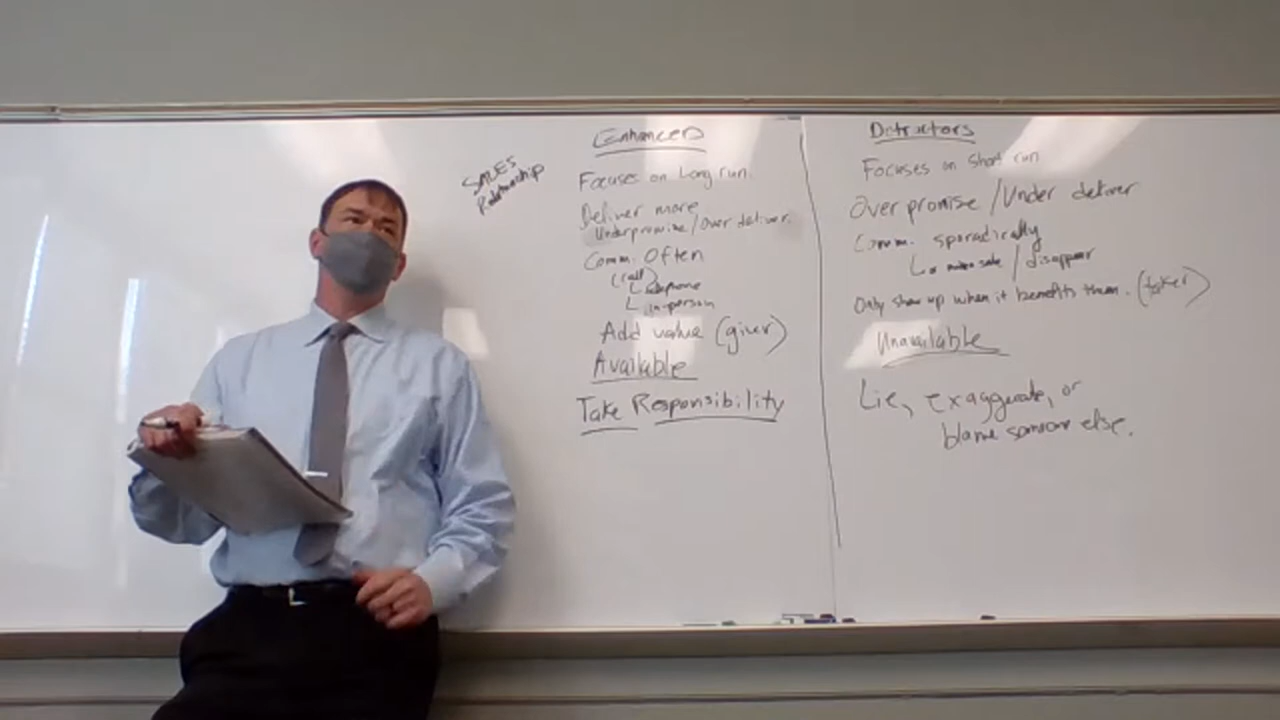 SALES
Relationship
Enhancers
Focuses on Long run.
Deliver more
Underpromise/Over deliver.
Comm. Often
(call)
telephone
in-person
Add value (giver)
Available
Take Responsibility
Detractors
Focuses on Short run
Over promise / Under deliver
Comm. sporadically
sale / disappear
Only show up when it benefits them. (taker)
Unavailable
Lie, exaggerate, or
blame someone else.